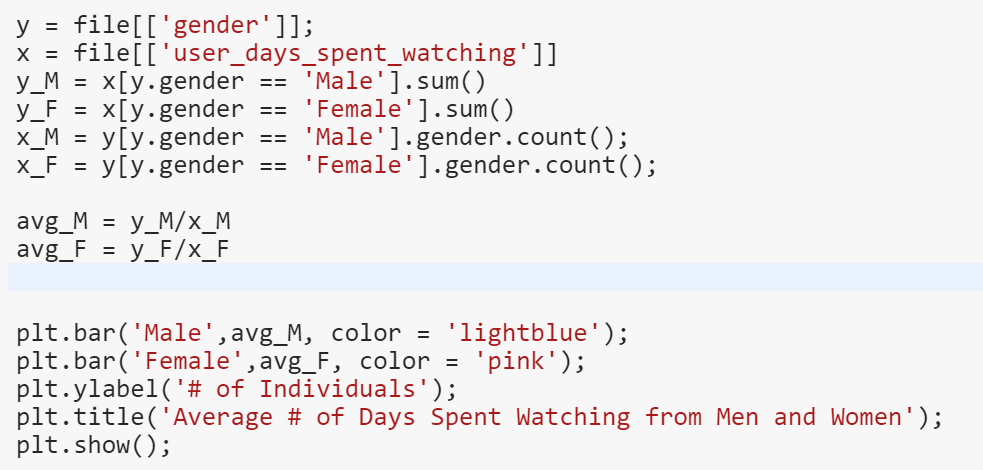 y = file[['gender']];
x = file[['user_days_spent_watching']]
y_M = x[y.gender == 'Male'].sum()
y_F = x[y.gender == 'Female'].sum()
x_M = y[y.gender == 'Male'].gender.count();
x_F = y[y.gender == 'Female'].gender.count();
avg_M = y_M/x_M
avg_F = y_F/x_F
plt.bar('Male',avg_M, color = 'lightblue');
plt.bar('Female',avg_F, color = 'pink');
plt.ylabel('# of Individuals');
plt.title('Average # of Days Spent Watching from Men and Women');
plt.show();